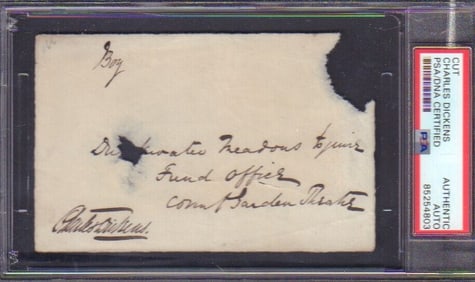 Boz
Drinkwater Meadows Esquire
Fund Office
Covent Garden Theatre
Charles Dickens.
CUT
CHARLES DICKENS
PSA/DNA CERTIFIED
AUTHENTIC
AUTO
85254803
PSA